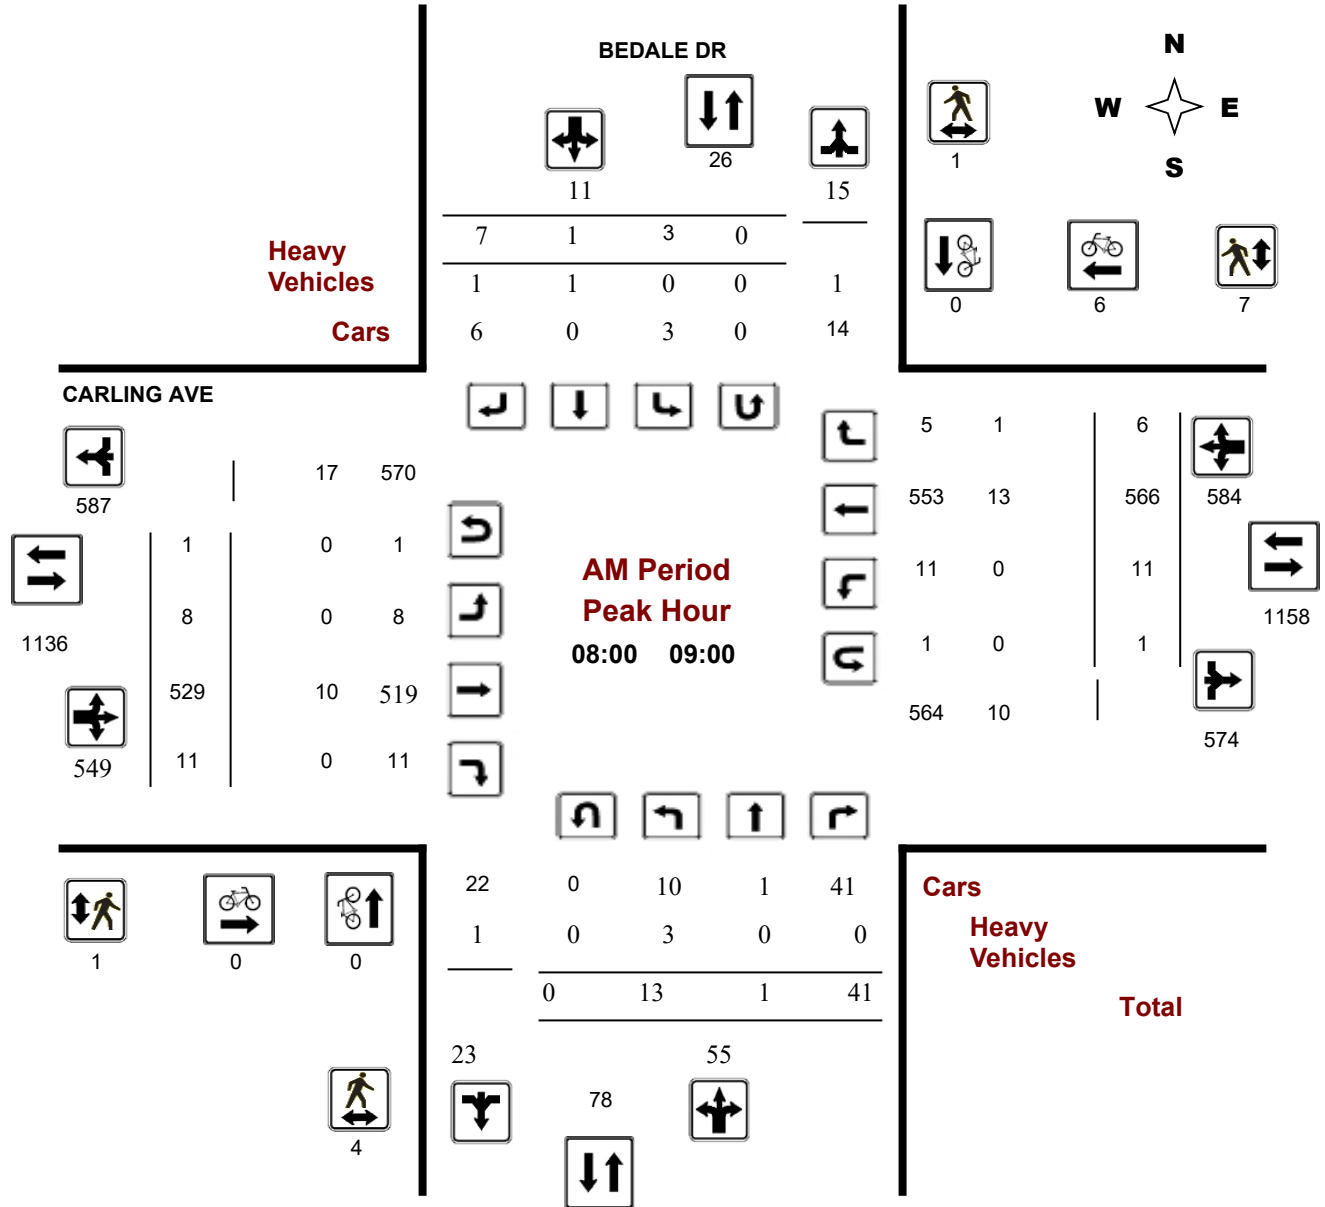 BEDALE DR
N
W E
S
26
1
11 15
7 1 3 0
Heavy
Vehicles
1 1 0 0 1
Cars
6 0 3 0 14
0 6 7
CARLING AVE
5 1 6
17 570
587
553 13 566 584
1 0 1
AM Period
Peak Hour
08:00 09:00
11 0 11
8 0 8
1136
1 0 1
1158
529 10 519
564 10
574
549 11 0 11
22 0 10 1 41
Cars
1 0 3 0 0
Heavy
Vehicles
1 0 0
0 13 1 41
Total
23 55
78
4